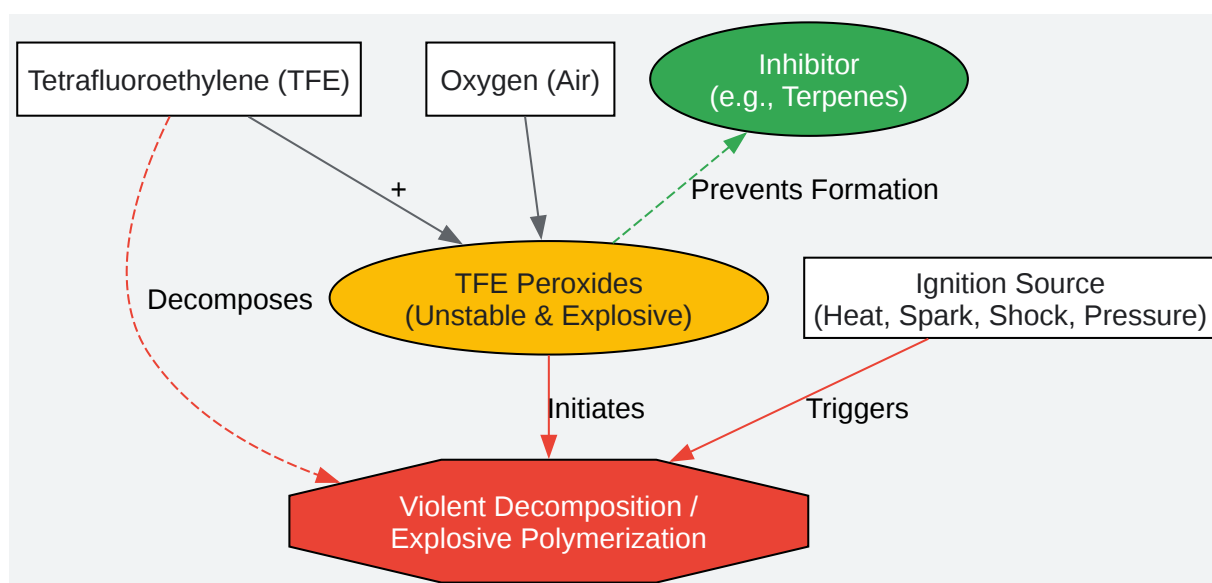 Tetrafluoroethylene (TFE)
Oxygen (Air)
Inhibitor
(e.g., Terpenes)
+
Prevents Formation
Decomposes
TFE Peroxides
(Unstable & Explosive)
Ignition Source
(Heat, Spark, Shock, Pressure)
Initiates
Triggers
Violent Decomposition /
Explosive Polymerization